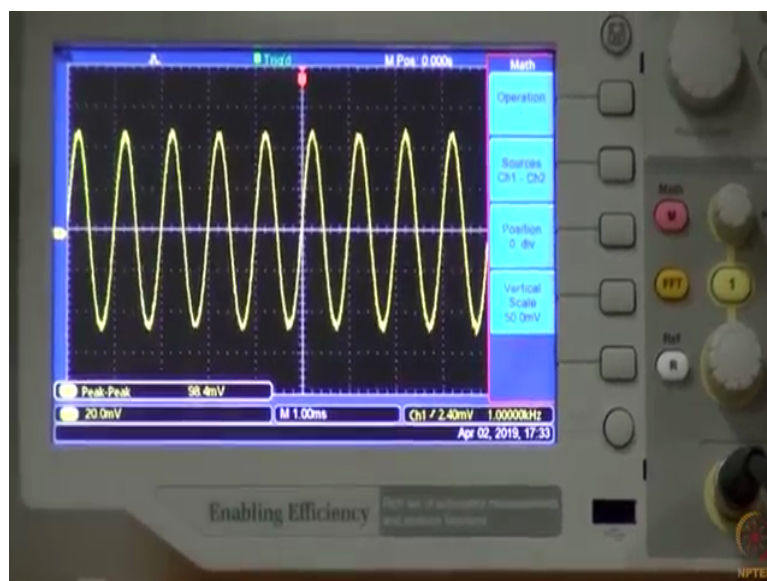 Trig'd M Pos: 0.000s Math
Operation
Sources
Ch1 - Ch2
Position
0 div
Vertical
Scale
50.0mV
Peak-Peak 98.4mV
20.0mV M 1.00ms Ch1 / 2.40mV 1.00000kHz
Apr 02, 2019, 17:33
Math
M
FFT
1
Ref
R
Enabling Efficiency
NPTEL